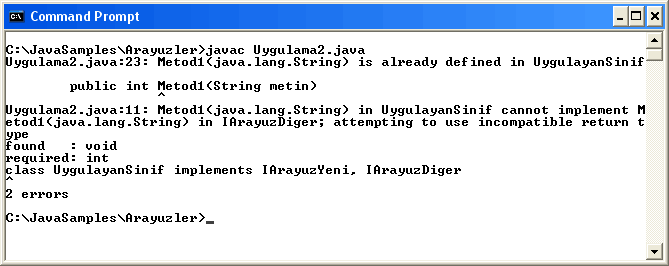 Command Prompt
C:\JavaSamples\Arayuzler>javac Uygulama2.java
Uygulama2.java:23: Metod1(java.lang.String) is already defined in UygulayanSinif
public int Metod1(String metin)
^
Uygulama2.java:11: Metod1(java.lang.String) in UygulayanSinif cannot implement M
etod1(java.lang.String) in IArayuzDiger; attempting to use incompatible return t
ype
found   : void
required: int
class UygulayanSinif implements IArayuzYeni, IArayuzDiger
^
2 errors
C:\JavaSamples\Arayuzler>_